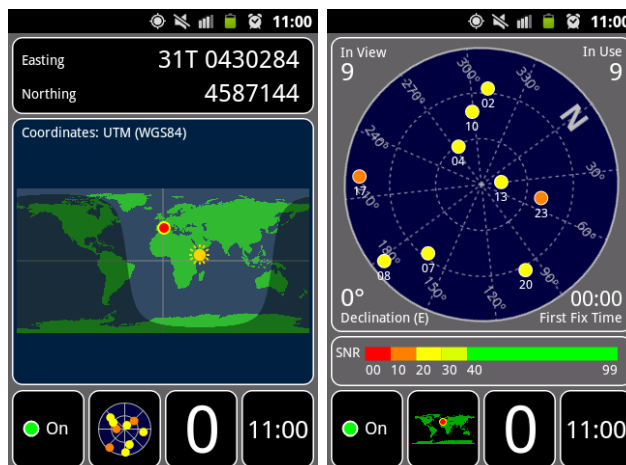 11:00
Easting 31T 0430284
Northing 4587144
Coordinates: UTM (WGS84)
On 0 11:00
11:00
In View In Use
9 9
300° 330°
270° 02
10 N
240° 04
30°
17 210° 13 23
60°
180° 08 07 20 90°
150° 120°
0° 00:00
Declination (E) First Fix Time
SNR
00 10 20 30 40 99
On 0 11:00